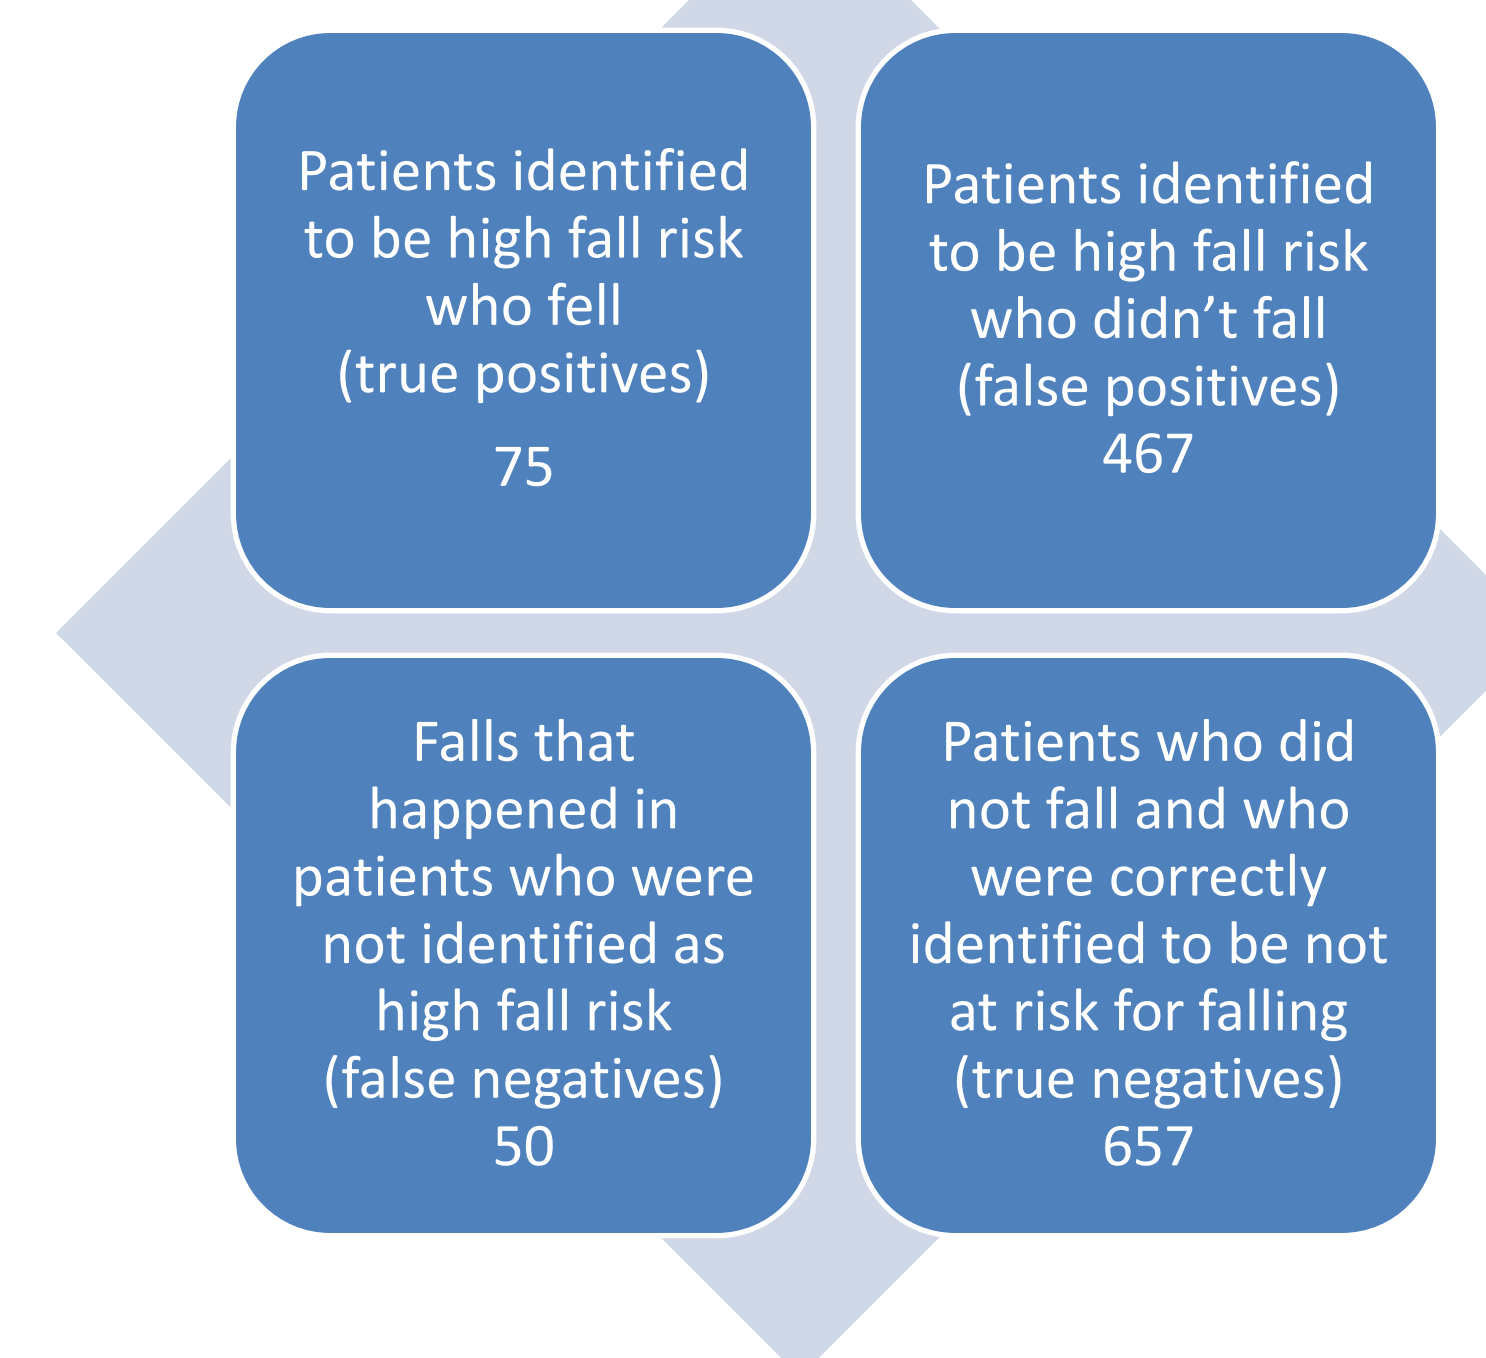 Patients identified
to be high fall risk
who fell
(true positives)
75
Patients identified
to be high fall risk
who didn’t fall
(false positives)
467
Falls that
happened in
patients who were
not identified as
high fall risk
(false negatives)
50
Patients who did
not fall and who
were correctly
identified to be not
at risk for falling
(true negatives)
657